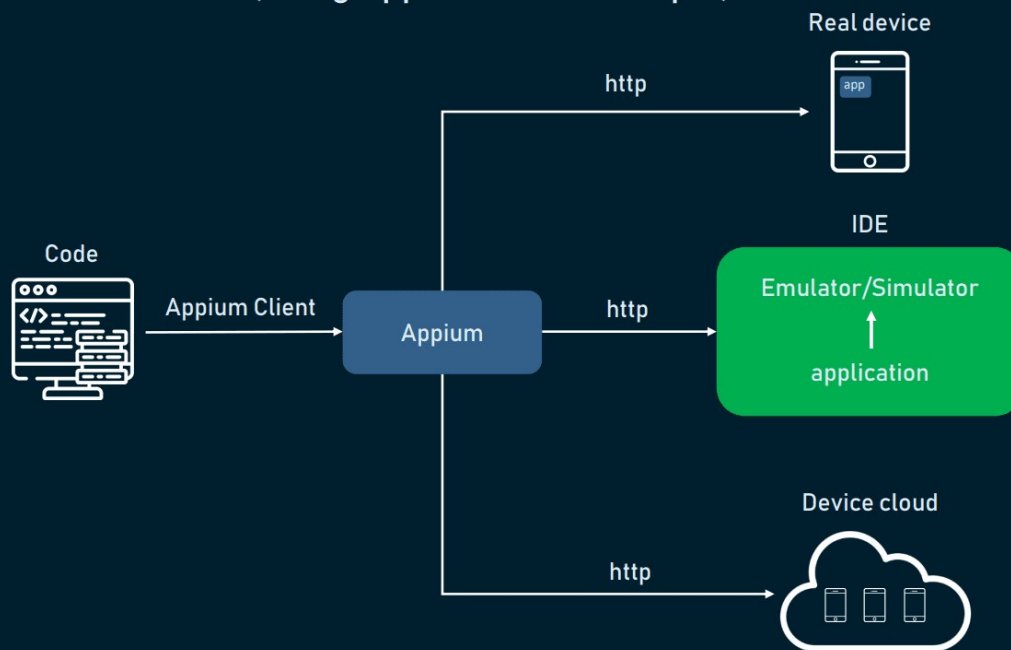 Real device
http
app
IDE
Code
Emulator/Simulator
Appium Client
http
Appium
application
Device cloud
http